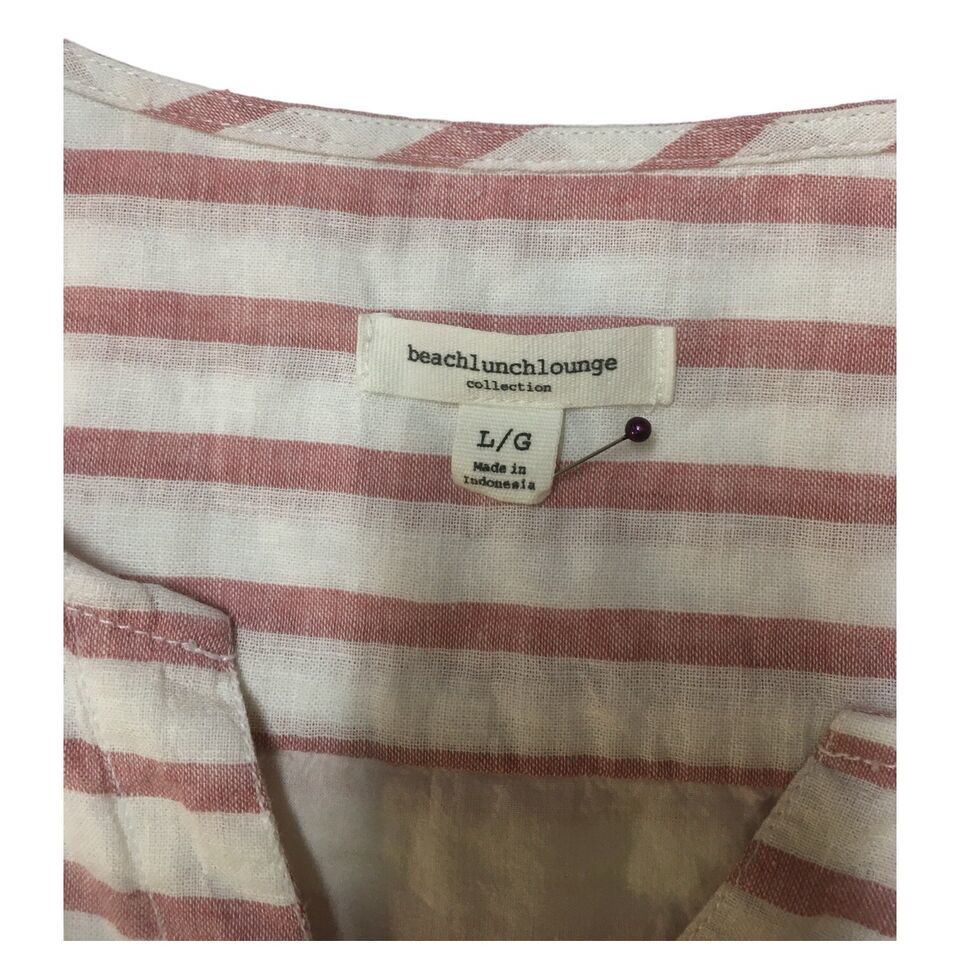 beachlunchlounge
collection
L/G
Made in
Indonesia